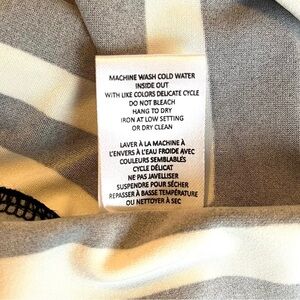 MACHINE WASH COLD WATER
INSIDE OUT
WITH LIKE COLORS DELICATE CYCLE
DO NOT BLEACH
HANG TO DRY
IRON AT LOW SETTING
OR DRY CLEAN
LAVER À LA MACHINE À
L'ENVERS À L'EAU FROIDE AVEC
COULEURS SEMBLABLES
CYCLE DÉLICAT
NE PAS JAVELLISER
SUSPENDRE POUR SÉCHER
REPASSER À BASSE TEMPÉRATURE
OU NETTOYER À SEC